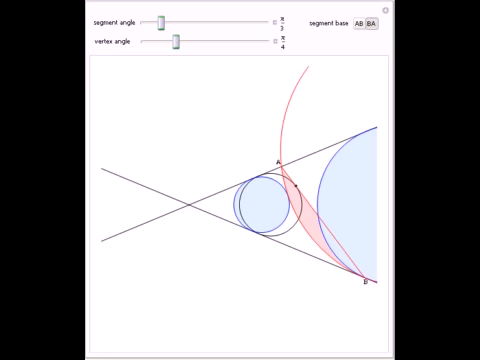 segment angle π/3 segment base AB BA
vertex angle π/4
A
B